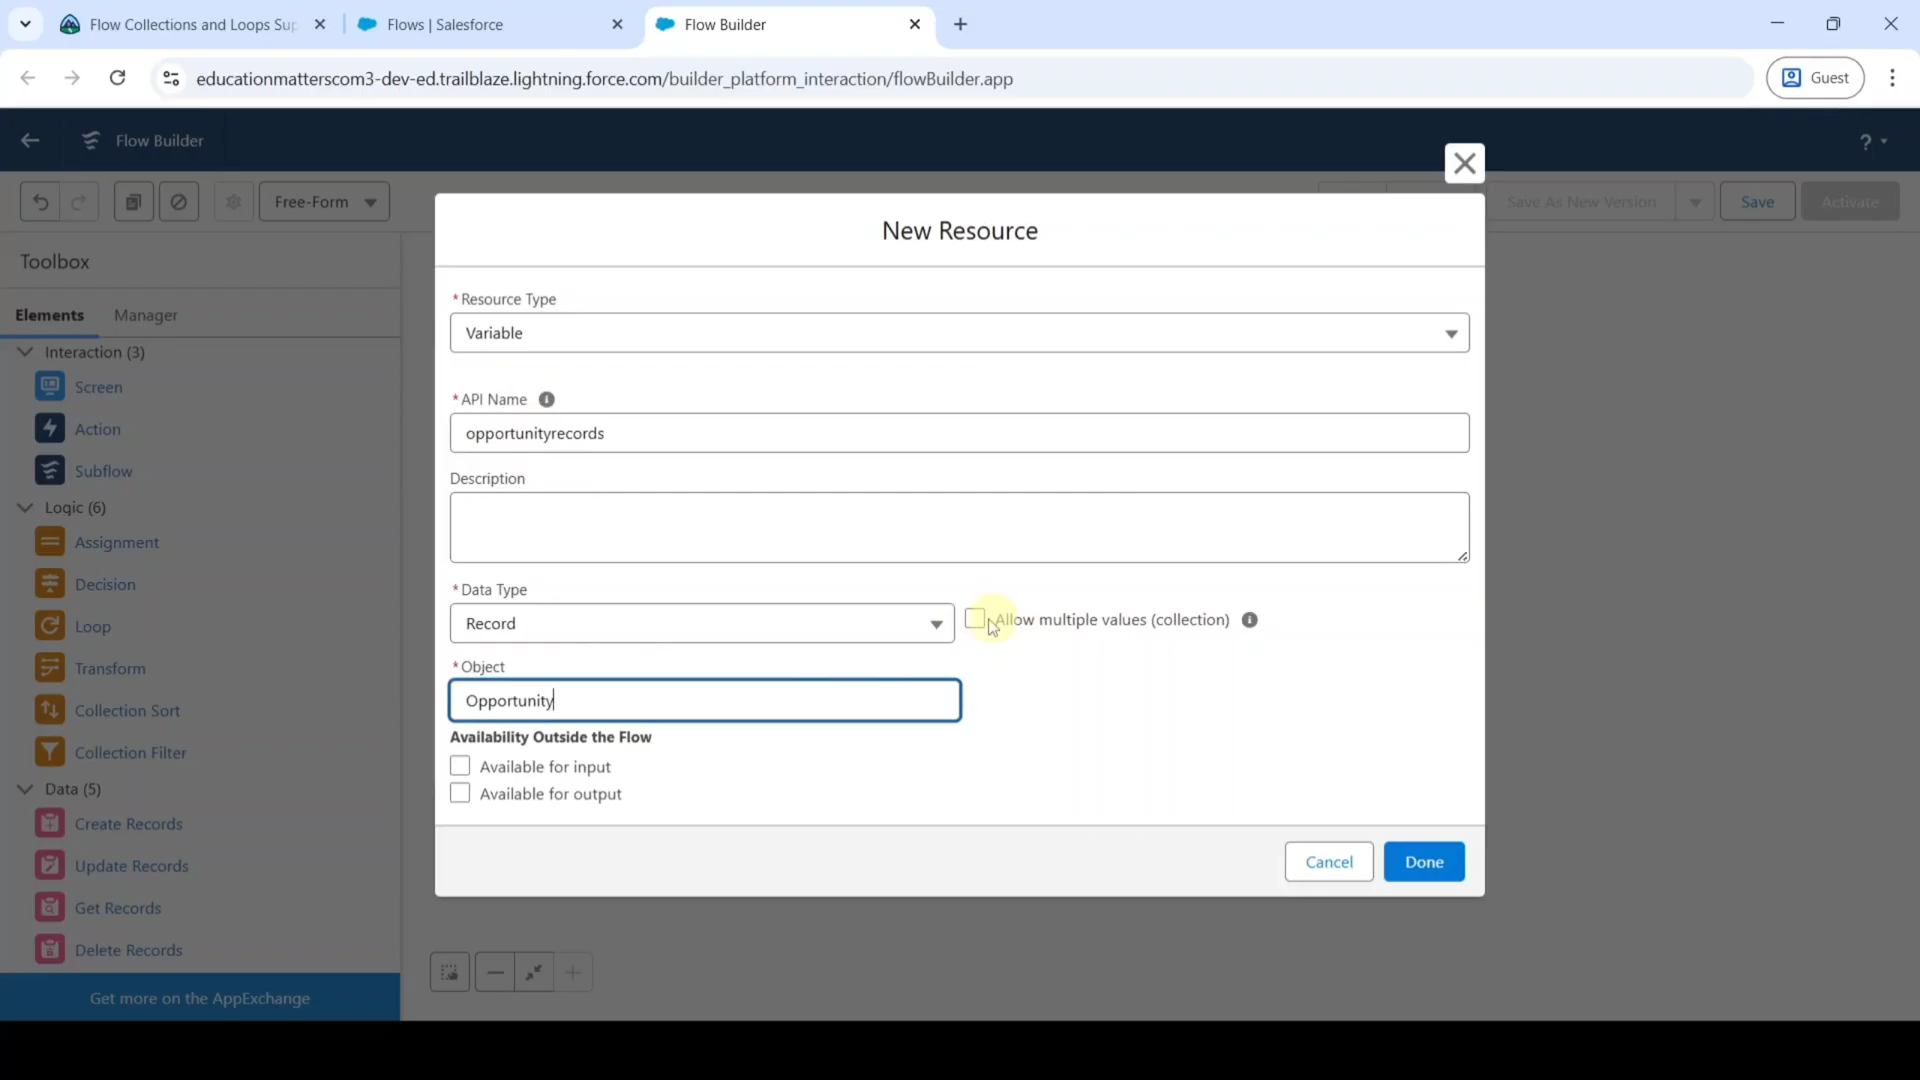 Flow Collections and Loops Sup
Flows | Salesforce
Flow Builder
educationmatterscom3-dev-ed.trailblaze.lightning.force.com/builder_platform_interaction/flowBuilder.app
Guest
Flow Builder
?
Free-Form
Save As New Version
Save
Activate
Toolbox
Elements
Manager
Interaction (3)
Screen
Action
Subflow
Logic (6)
Assignment
Decision
Loop
Transform
Collection Sort
Collection Filter
Data (5)
Create Records
Update Records
Get Records
Delete Records
Get more on the AppExchange
New Resource
* Resource Type
Variable
* API Name
opportunityrecords
Description
* Data Type
Record
Allow multiple values (collection)
* Object
Opportunity
Availability Outside the Flow
Available for input
Available for output
Cancel
Done